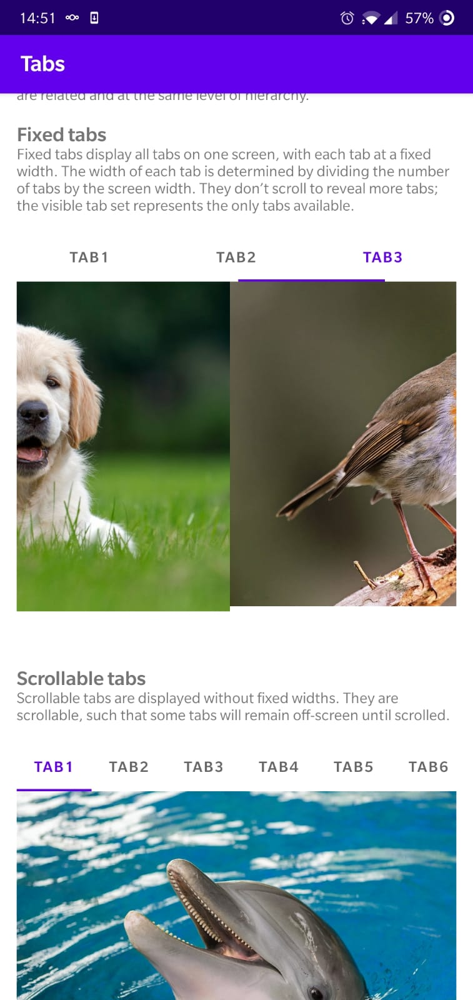 14:51
57%
Tabs
are related and at the same level of hierarchy.
Fixed tabs
Fixed tabs display all tabs on one screen, with each tab at a fixed
width. The width of each tab is determined by dividing the number
of tabs by the screen width. They don’t scroll to reveal more tabs;
the visible tab set represents the only tabs available.
TAB1 TAB2 TAB3
Scrollable tabs
Scrollable tabs are displayed without fixed widths. They are
scrollable, such that some tabs will remain off-screen until scrolled.
TAB1 TAB2 TAB3 TAB4 TAB5 TAB6